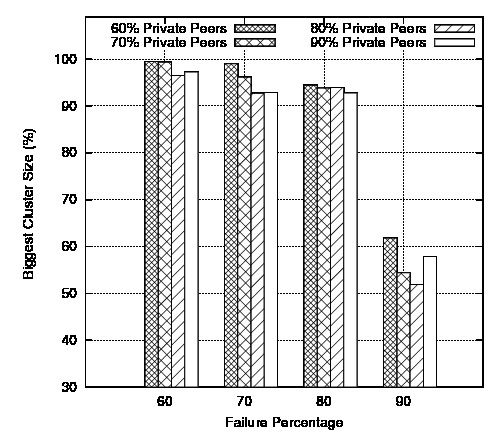 60% Private Peers 80% Private Peers
70% Private Peers 90% Private Peers
100
90
80
70
60
50
40
30
Biggest Cluster Size (%)
60 70 80 90
Failure Percentage